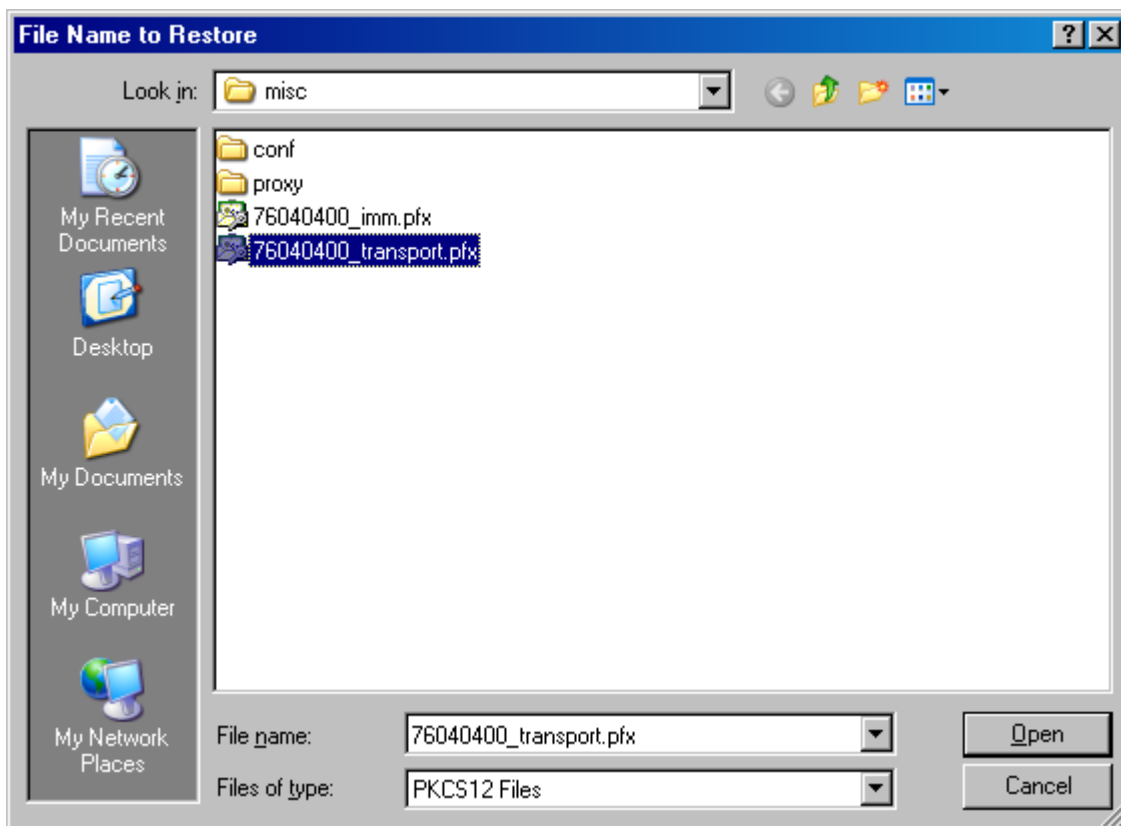 File Name to Restore
Look in:
misc
conf
proxy
76040400_imm.pfx
76040400_transport.pfx
My Recent
Documents
Desktop
My Documents
My Computer
My Network
Places
File name:
76040400_transport.pfx
Open
Files of type:
PKCS12 Files
Cancel